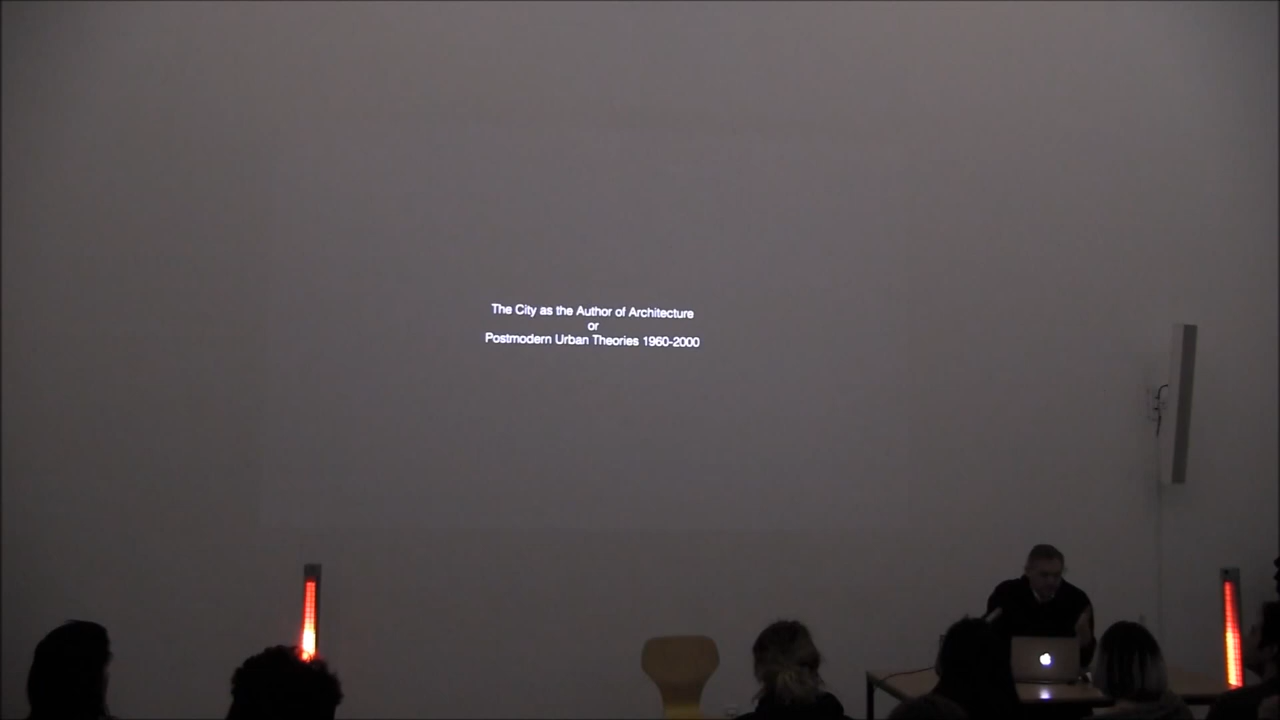 The City as the Author of Architecture
or
Postmodern Urban Theories 1960-2000